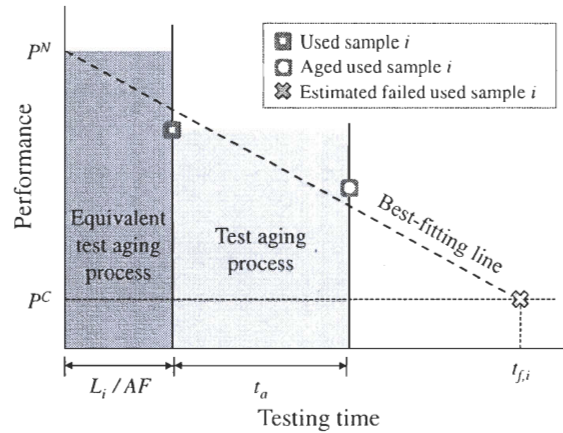 Used sample i
Aged used sample i
Estimated failed used sample i
P^N
Performance
Equivalent
test aging
process
Test aging
process
Best-fitting line
P^C
L_i / AF
t_a
t_{f,i}
Testing time